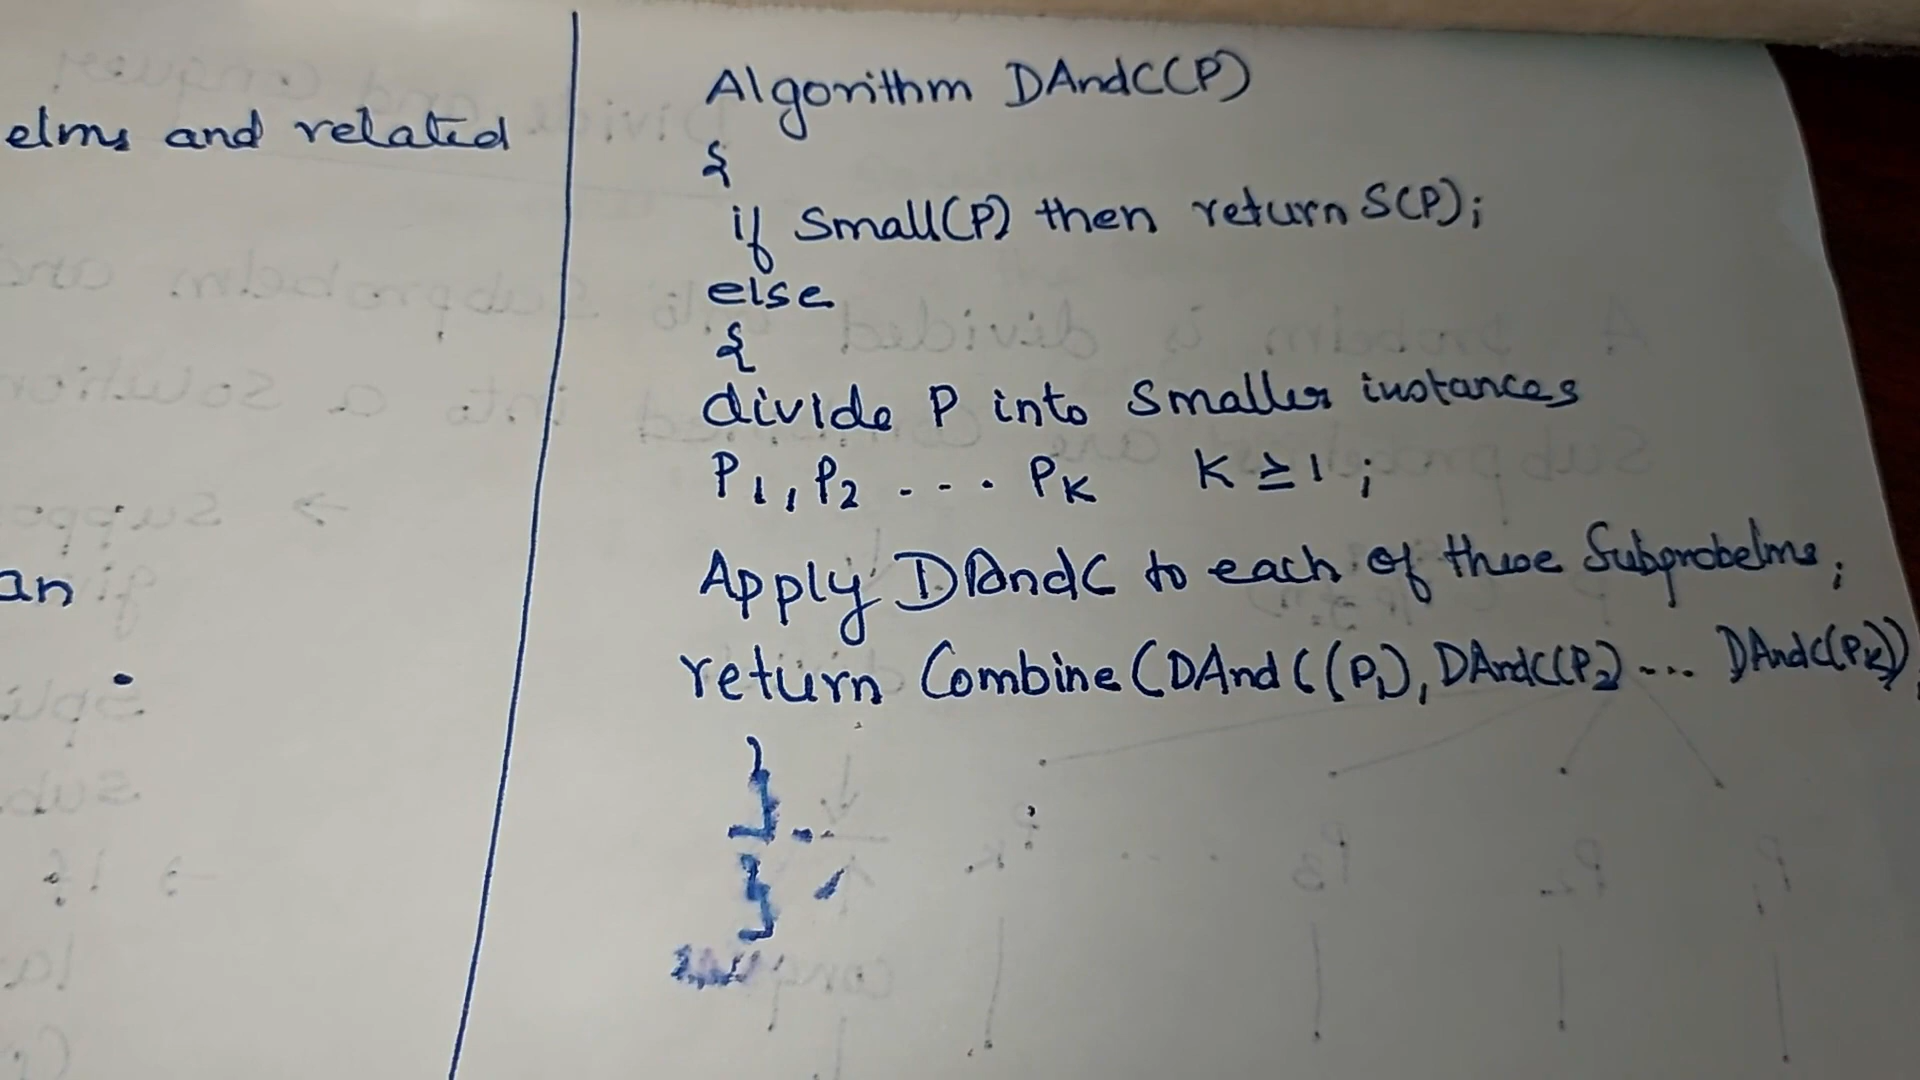 elms and related
an
Algorithm DAndC(P)
{
if Small(P) then return S(P);
else
{
divide P into smaller instances
P1, P2 .... PK K ≥ 1 ;
Apply DAndC to each of these Subprobelms;
return Combine(DAndC(P1), DAndC(P2) ... DAndC(PK))
}
}